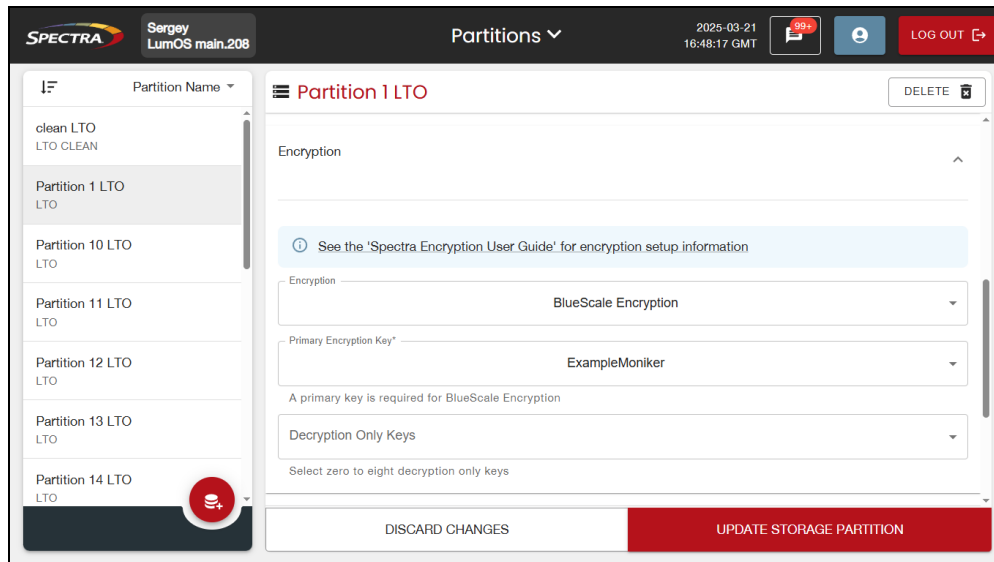 SPECTRA
Sergey
LumOS main.208
Partitions
2025-03-21
16:48:17 GMT
99+
LOG OUT
Partition Name
clean LTO
LTO CLEAN
Partition 1 LTO
LTO
Partition 10 LTO
LTO
Partition 11 LTO
LTO
Partition 12 LTO
LTO
Partition 13 LTO
LTO
Partition 14 LTO
LTO
Partition 1 LTO
DELETE
Encryption
See the 'Spectra Encryption User Guide' for encryption setup information
Encryption
BlueScale Encryption
Primary Encryption Key*
ExampleMoniker
A primary key is required for BlueScale Encryption
Decryption Only Keys
Select zero to eight decryption only keys
DISCARD CHANGES
UPDATE STORAGE PARTITION